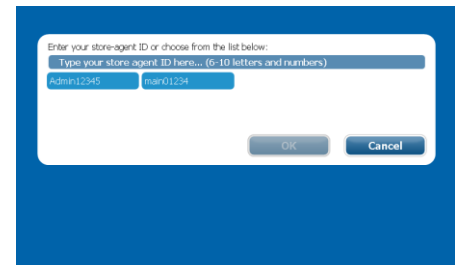 Enter your store-agent ID or choose from the list below:
Type your store agent ID here... (6-10 letters and numbers)
Admin12345 main01234
OK Cancel